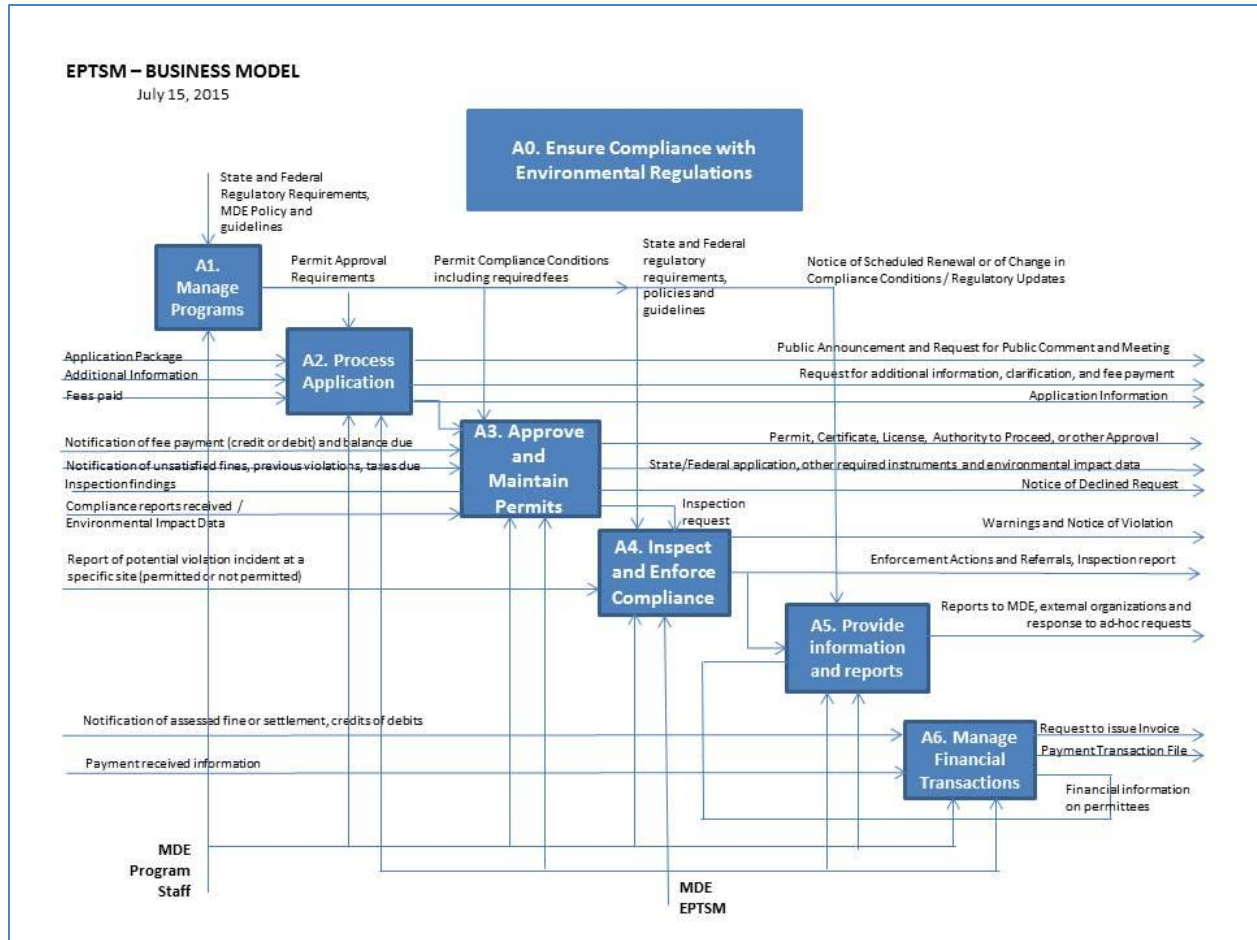 EPTSM – BUSINESS MODEL
July 15, 2015
A0. Ensure Compliance with
Environmental Regulations
State and Federal
Regulatory Requirements,
MDE Policy and
guidelines
A1.
Manage
Programs
Permit Approval
Requirements
Permit Compliance Conditions
including required fees
State and Federal
regulatory
requirements,
policies and
guidelines
Notice of Scheduled Renewal or of Change in
Compliance Conditions / Regulatory Updates
Application Package
Additional Information
Fees paid
A2. Process
Application
Public Announcement and Request for Public Comment and Meeting
Request for additional information, clarification, and fee payment
Application Information
Notification of fee payment (credit or debit) and balance due
Notification of unsatisfied fines, previous violations, taxes due
Inspection findings
Compliance reports received /
Environmental Impact Data
A3. Approve
and
Maintain
Permits
Permit, Certificate, License, Authority to Proceed, or other Approval
State/Federal application, other required instruments and environmental impact data
Notice of Declined Request
Inspection
request
Report of potential violation incident at a
specific site (permitted or not permitted)
A4. Inspect
and Enforce
Compliance
Warnings and Notice of Violation
Enforcement Actions and Referrals, Inspection report
A5. Provide
information
and reports
Reports to MDE, external organizations and
response to ad-hoc requests
Notification of assessed fine or settlement, credits of debits
Payment received information
A6. Manage
Financial
Transactions
Request to issue Invoice
Payment Transaction File
Financial information
on permittees
MDE
Program
Staff
MDE
EPTSM